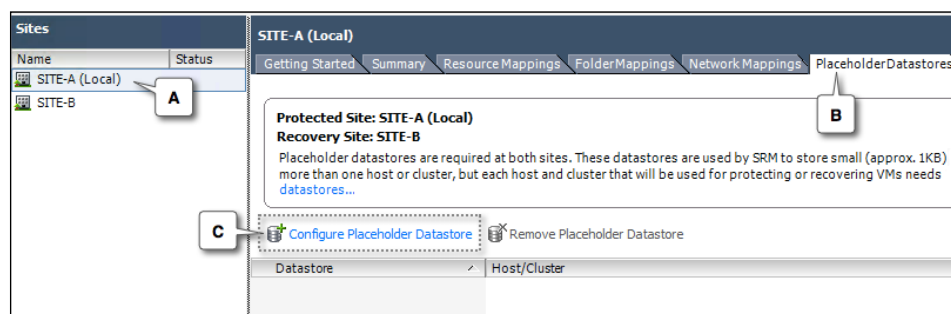 Sites
Name Status
SITE-A (Local)
SITE-B
A
SITE-A (Local)
Getting Started Summary Resource Mappings Folder Mappings Network Mappings Placeholder Datastores
B
Protected Site: SITE-A (Local)
Recovery Site: SITE-B
Placeholder datastores are required at both sites. These datastores are used by SRM to store small (approx. 1KB)
more than one host or cluster, but each host and cluster that will be used for protecting or recovering VMs needs
datastores...
C
Configure Placeholder Datastore Remove Placeholder Datastore
Datastore Host/Cluster